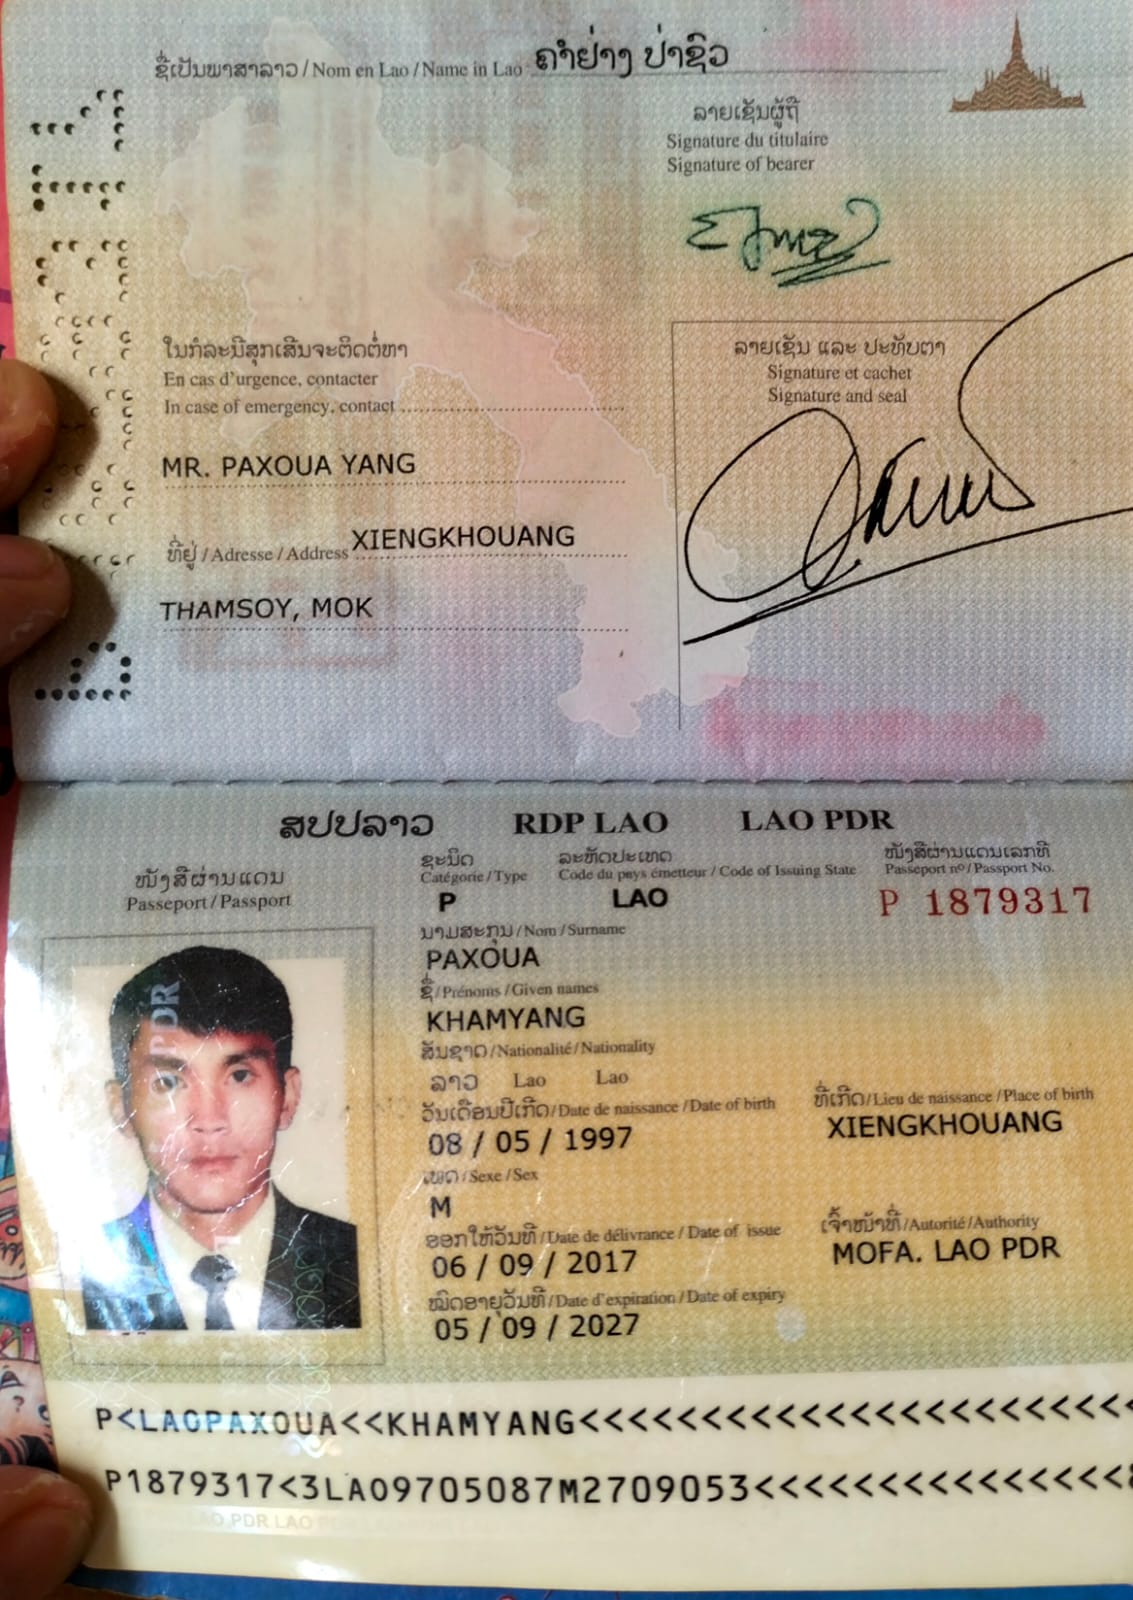 ຊື່ເປັນພາສາລາວ / Nom en Lao / Name in Lao ຄຳຢ່າງ ປ່າຊົວ
ລາຍເຊັນຜູ້ຖື
Signature du titulaire
Signature of bearer
ໃນກໍລະນີສຸກເສີນຈະຕິດຕໍ່ຫາ
En cas d'urgence, contacter
In case of emergency, contact
MR. PAXOUA YANG
ທີ່ຢູ່ / Adresse / Address XIENGKHOUANG
THAMSOY, MOK
ລາຍເຊັນ ແລະ ປະທັບຕາ
Signature et cachet
Signature and seal
ສປປລາວ RDP LAO LAO PDR
ໜັງສືຜ່ານແດນ
Passeport / Passport
ຊະນິດ
Catégorie / Type
P
ລະຫັດປະເທດ
Code du pays émetteur / Code of Issuing State
LAO
ໜັງສືຜ່ານແດນເລກທີ
Passeport nº / Passport No.
P 1879317
ນາມສະກຸນ / Nom / Surname
PAXOUA
ຊື່ / Prénoms / Given names
KHAMYANG
ສັນຊາດ / Nationalité / Nationality
ລາວ Lao Lao
ວັນເດືອນປີເກີດ / Date de naissance / Date of birth
08 / 05 / 1997
ທີ່ເກີດ / Lieu de naissance / Place of birth
XIENGKHOUANG
ເພດ / Sexe / Sex
M
ອອກໃຫ້ວັນທີ / Date de délivrance / Date of issue
06 / 09 / 2017
ເຈົ້າໜ້າທີ່ / Autorité / Authority
MOFA. LAO PDR
ໝົດອາຍຸວັນທີ / Date d'expiration / Date of expiry
05 / 09 / 2027
P<LAOPAXOUA<<KHAMYANG<<<<<<<<<<<<<<<<<<<<<<<
P1879317<3LAO9705087M2709053<<<<<<<<<<<<<<